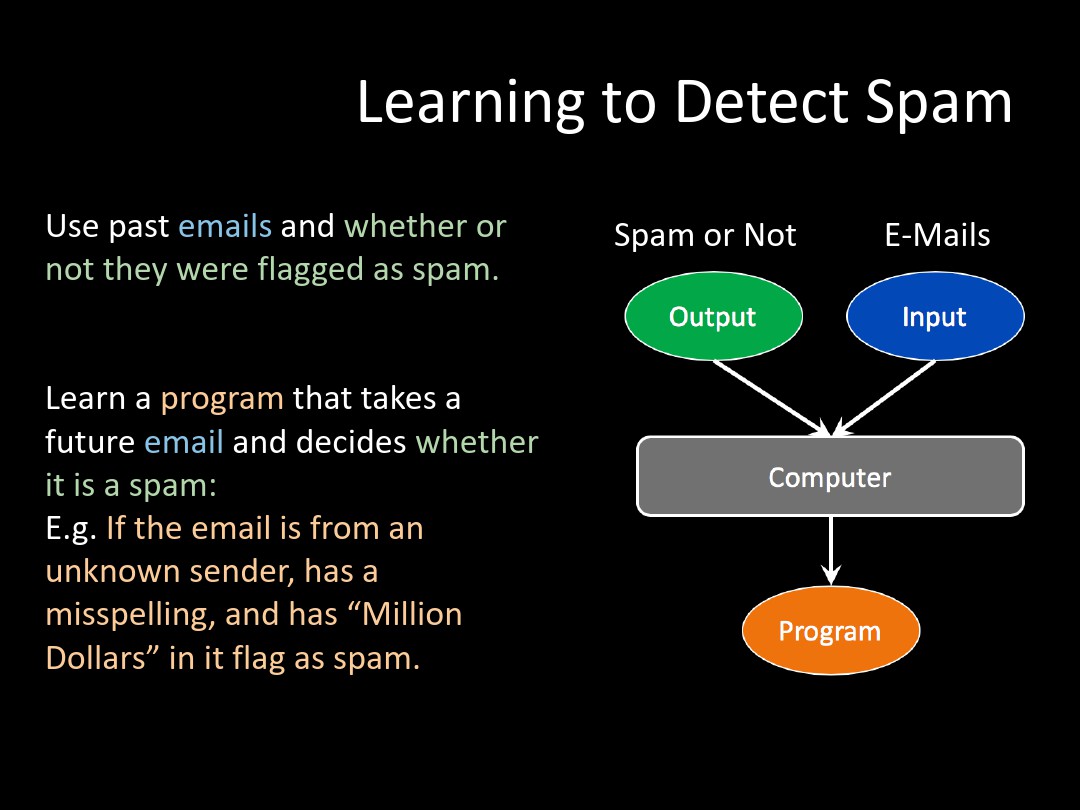 Learning to Detect Spam
Use past emails and whether or
not they were flagged as spam.
Learn a program that takes a
future email and decides whether
it is a spam:
E.g. If the email is from an
unknown sender, has a
misspelling, and has “Million
Dollars” in it flag as spam.
Spam or Not
E-Mails
Output
Input
Computer
Program